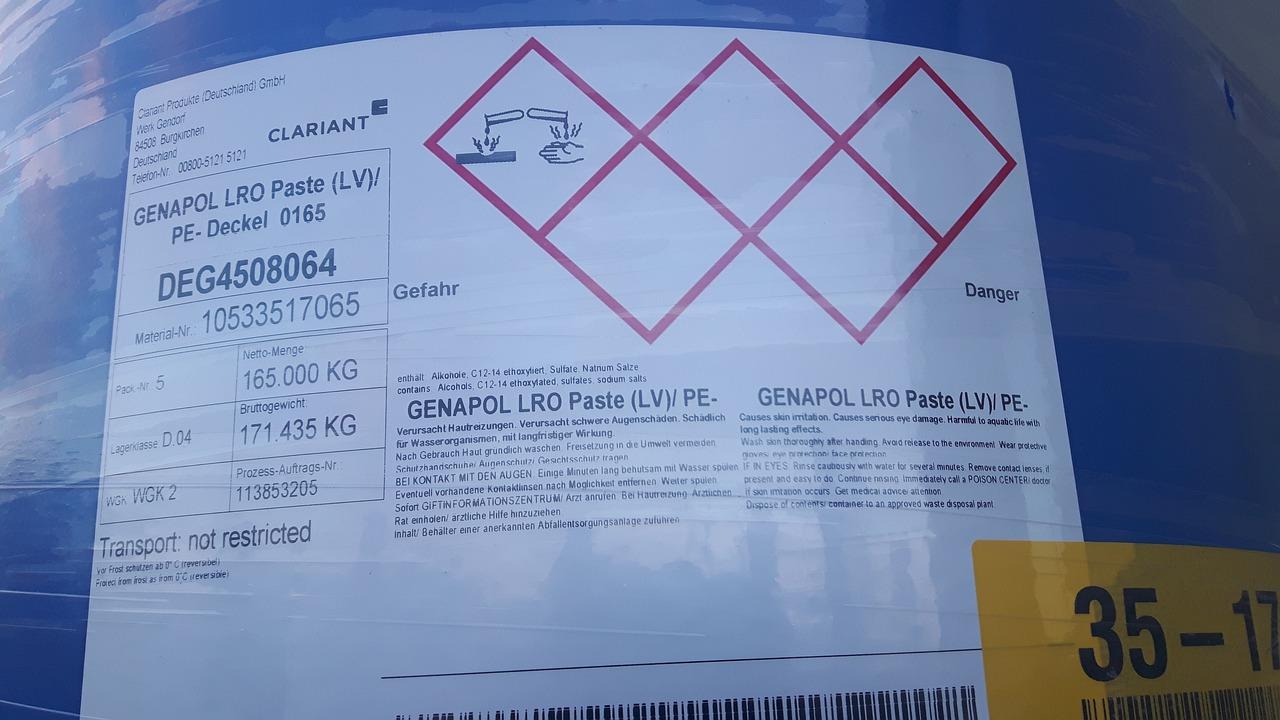 Clariant Produkte (Deutschland) GmbH
Werk Gendorf
84508 Burgkirchen
Deutschland
Telefon-Nr. 00800-5121 5121
CLARIANT
GENAPOL LRO Paste (LV)/
PE- Deckel 0165
DEG4508064
Material-Nr.: 10533517065
Pack.-Nr. 5
Netto-Menge:
165.000 KG
Lagerklasse D.04
Bruttogewicht:
171.435 KG
WGK WGK 2
Prozess-Auftrags-Nr.:
113853205
Transport: not restricted
Vor Frost schützen ab 0° C (reversibel)
Protect from frost as from 0°C (reversible)
Gefahr
Danger
enthält Alkohole, C12-14 ethoxyliert, Sulfate, Natrium Salze
contains Alcohols, C12-14 ethoxylated, sulfates, sodium salts
GENAPOL LRO Paste (LV)/ PE-
Verursacht Hautreizungen. Verursacht schwere Augenschäden. Schädlich
für Wasserorganismen, mit langfristiger Wirkung.
Nach Gebrauch Haut gründlich waschen. Freisetzung in die Umwelt vermeiden.
Schutzhandschuhe/ Augenschutz/ Gesichtsschutz tragen.
BEI KONTAKT MIT DEN AUGEN: Einige Minuten lang behutsam mit Wasser spülen
Eventuell vorhandene Kontaktlinsen nach Möglichkeit entfernen. Weiter spülen.
Sofort GIFTINFORMATIONSZENTRUM/ Arzt anrufen. Bei Hautreizung: Ärztlichen
Rat einholen/ ärztliche Hilfe hinzuziehen
Inhalt/ Behälter einer anerkannten Abfallentsorgungsanlage zuführen
GENAPOL LRO Paste (LV)/ PE-
Causes skin irritation. Causes serious eye damage. Harmful to aquatic life with
long lasting effects.
Wash skin thoroughly after handling. Avoid release to the environment. Wear protective
gloves/ eye protection/ face protection.
IF IN EYES: Rinse cautiously with water for several minutes. Remove contact lenses, if
present and easy to do. Continue rinsing. Immediately call a POISON CENTER/ doctor
If skin irritation occurs: Get medical advice/ attention.
Dispose of contents/ container to an approved waste disposal plant
35-17